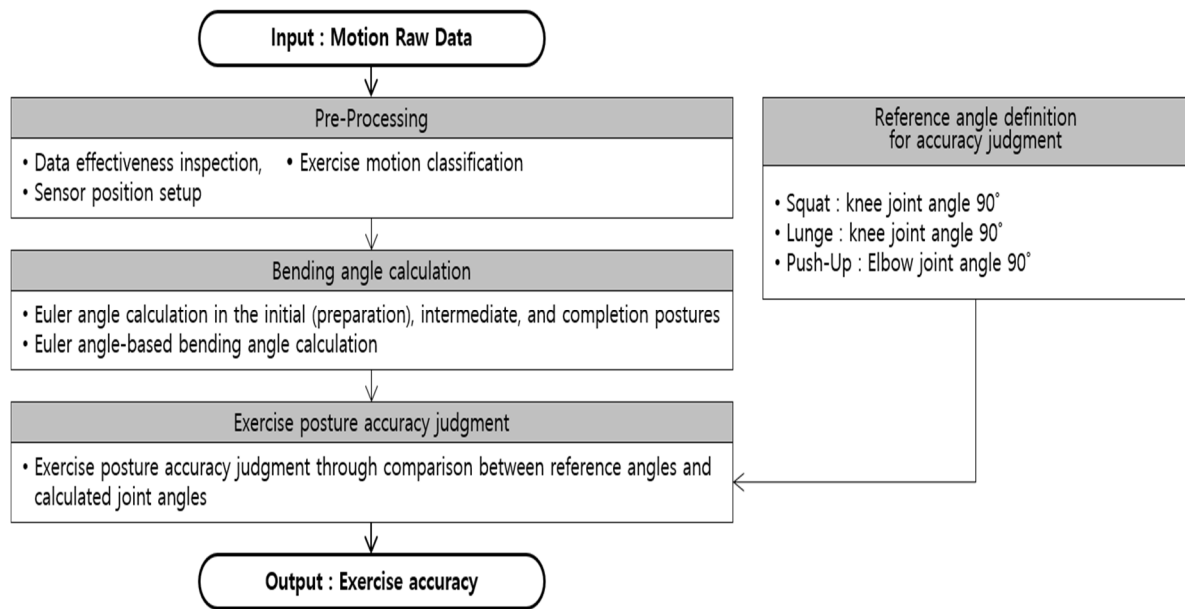 Input : Motion Raw Data
Pre-Processing
• Data effectiveness inspection, • Exercise motion classification
• Sensor position setup
Reference angle definition
for accuracy judgment
• Squat : knee joint angle 90˚
• Lunge : knee joint angle 90˚
• Push-Up : Elbow joint angle 90˚
Bending angle calculation
• Euler angle calculation in the initial (preparation), intermediate, and completion postures
• Euler angle-based bending angle calculation
Exercise posture accuracy judgment
• Exercise posture accuracy judgment through comparison between reference angles and
calculated joint angles
Output : Exercise accuracy